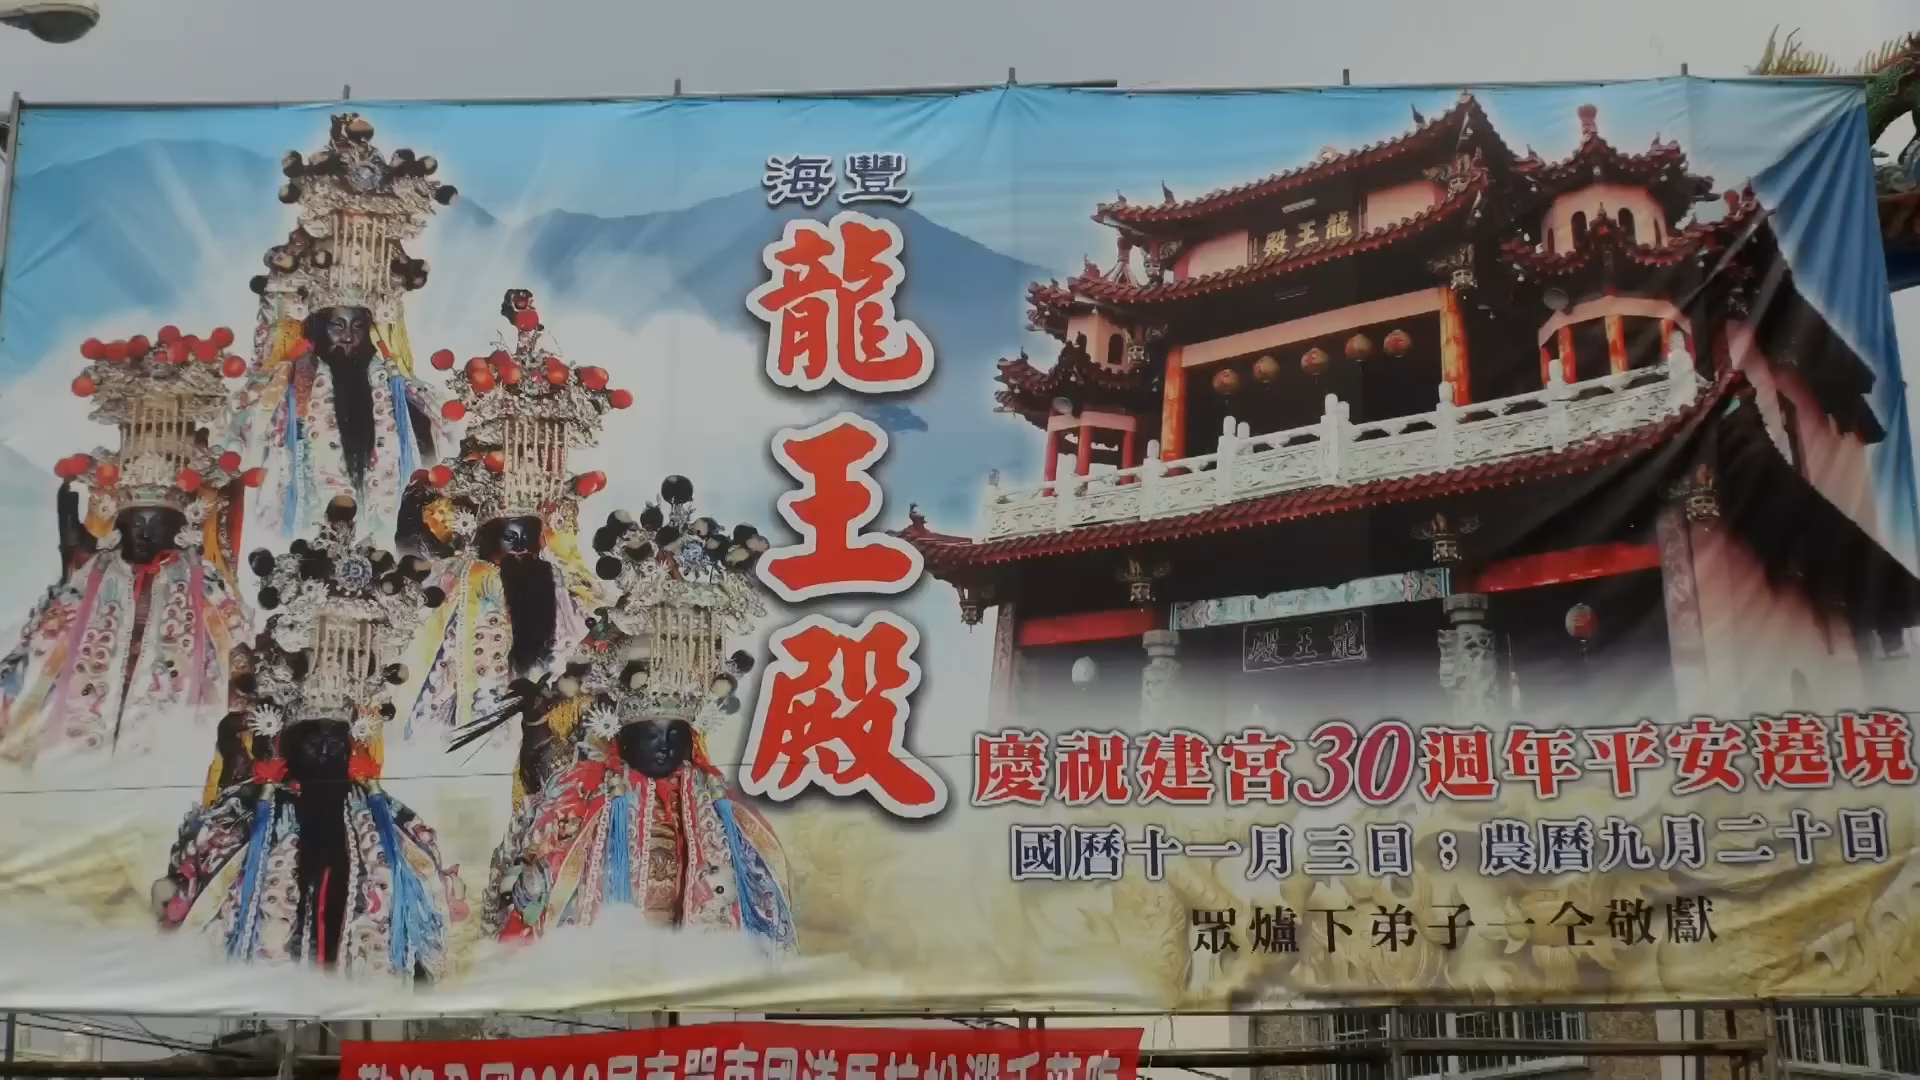 海豐
龍王殿
龍王殿
龍王殿
慶祝建宮30週年平安遶境
國曆十一月三日；農曆九月二十日
眾爐下弟子一仝敬獻